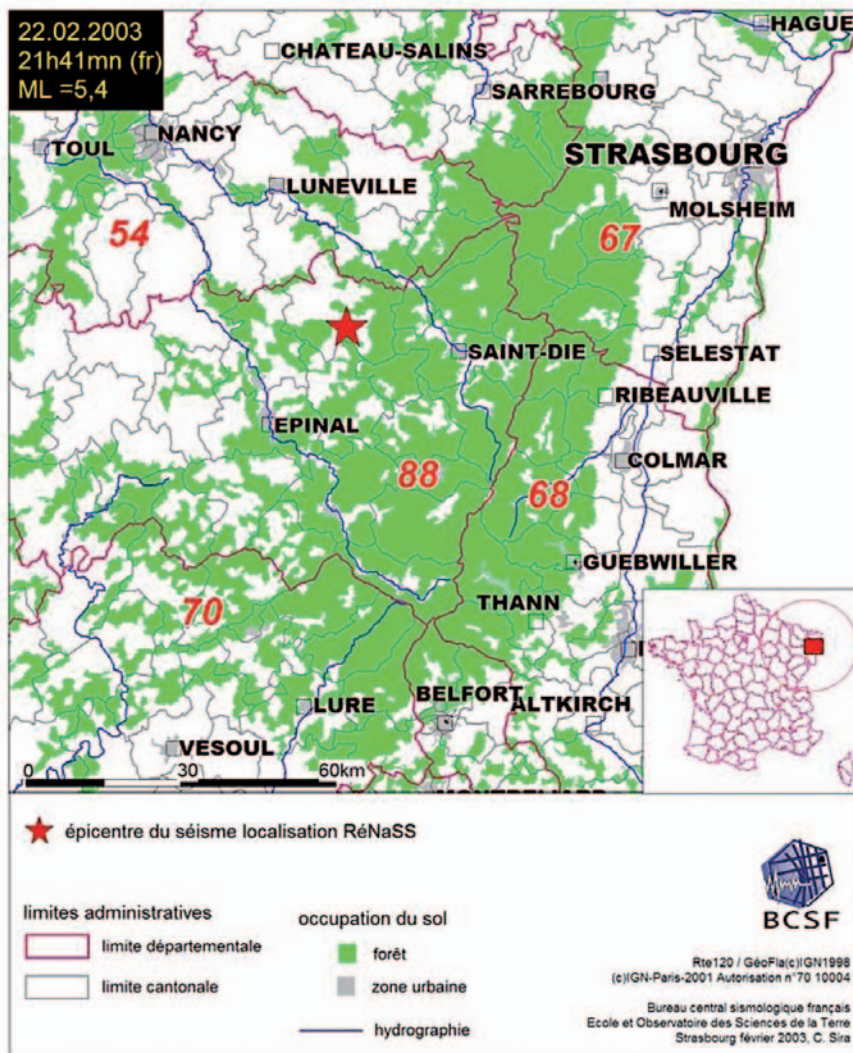 22.02.2003
21h41mn (fr)
ML =5,4
HAGUE
CHATEAU-SALINS
SARREBOURG
TOUL
NANCY
STRASBOURG
LUNEVILLE
MOLSHEIM
54
67
SAINT-DIE
SELESTAT
RIBEAUVILLE
EPINAL
COLMAR
88
68
GUEBWILLER
THANN
70
BELFORT
ALTKIRCH
LURE
VESOUL
0 30 60km
épicentre du séisme localisation RéNaSS
limites administratives
limite départementale
limite cantonale
occupation du sol
forêt
zone urbaine
hydrographie
BCSF
Rte120 / GéoFla(c)IGN1998
(c)IGN-Paris-2001 Autorisation n°70 10004
Bureau central sismologique français
Ecole et Observatoire des Sciences de la Terre
Strasbourg février 2003, C. Sira